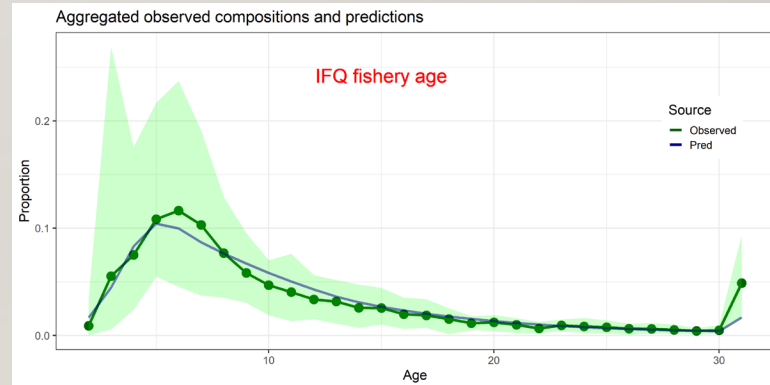 Aggregated observed compositions and predictions
IFQ fishery age
Source
Observed
Pred
Proportion
0.2
0.1
0.0
10
20
30
Age